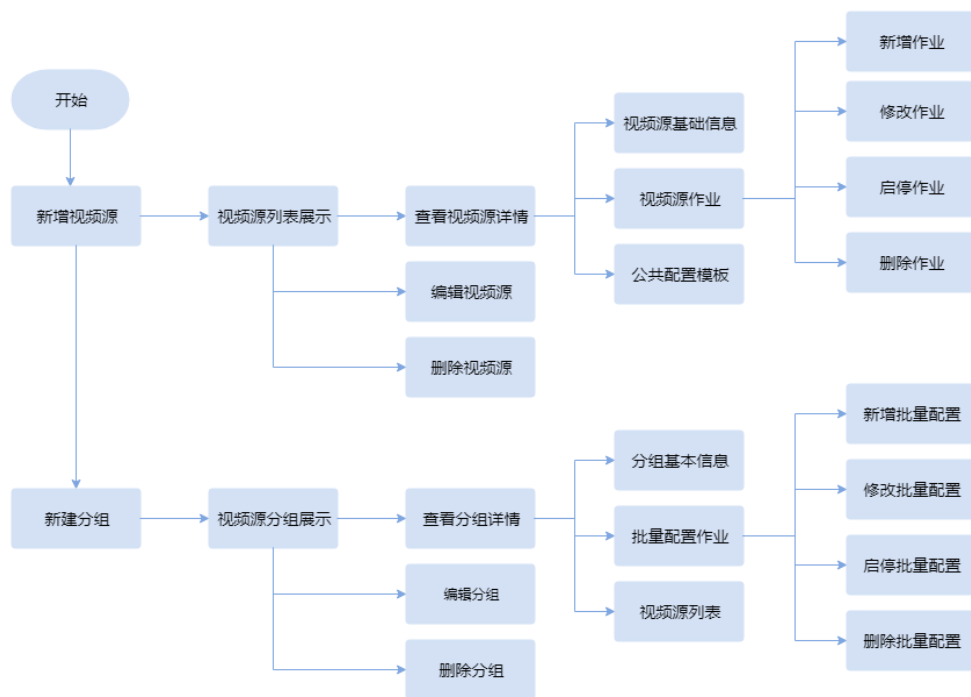 开始
新增视频源
视频源列表展示
查看视频源详情
编辑视频源
删除视频源
视频源基础信息
视频源作业
公共配置模板
新增作业
修改作业
启停作业
删除作业
新建分组
视频源分组展示
查看分组详情
编辑分组
删除分组
分组基本信息
批量配置作业
视频源列表
新增批量配置
修改批量配置
启停批量配置
删除批量配置